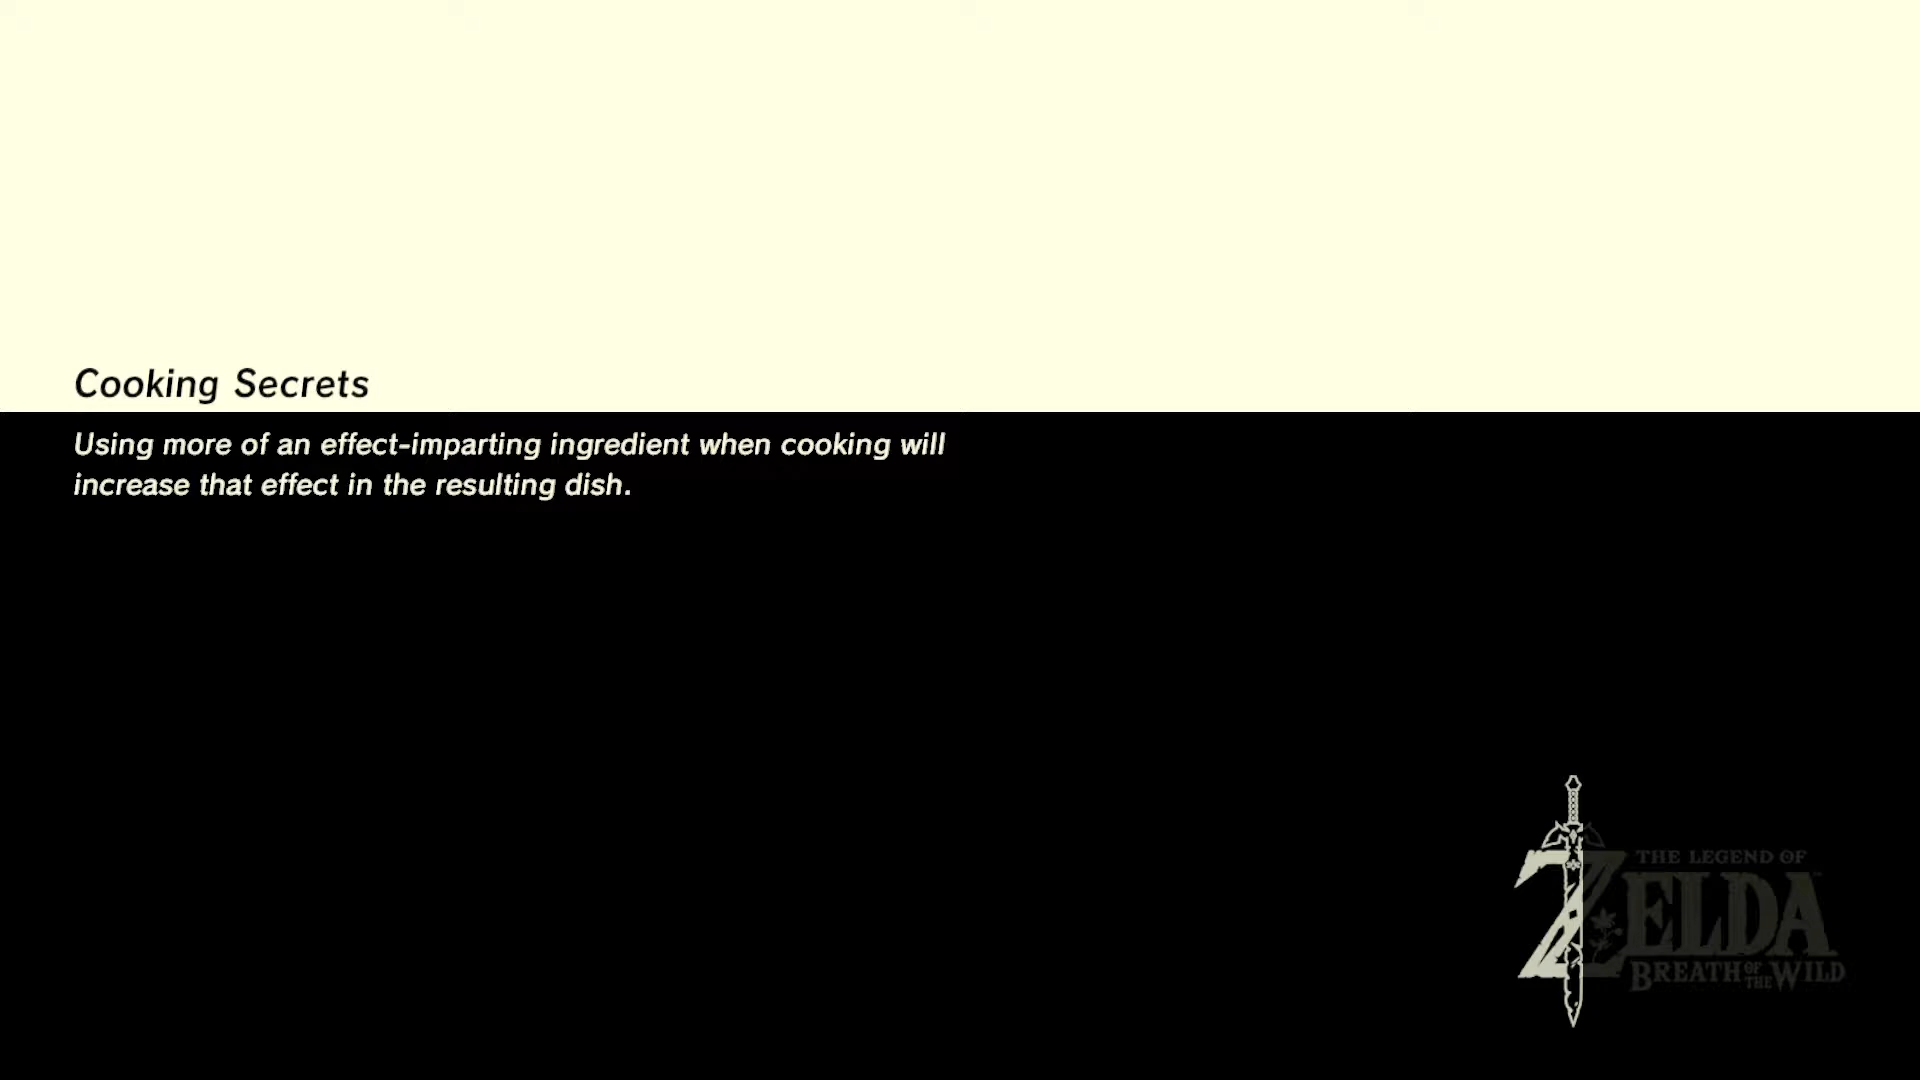 Cooking Secrets
Using more of an effect-imparting ingredient when cooking will
increase that effect in the resulting dish.
THE LEGEND OF
ZELDA
BREATH OF THE WILD